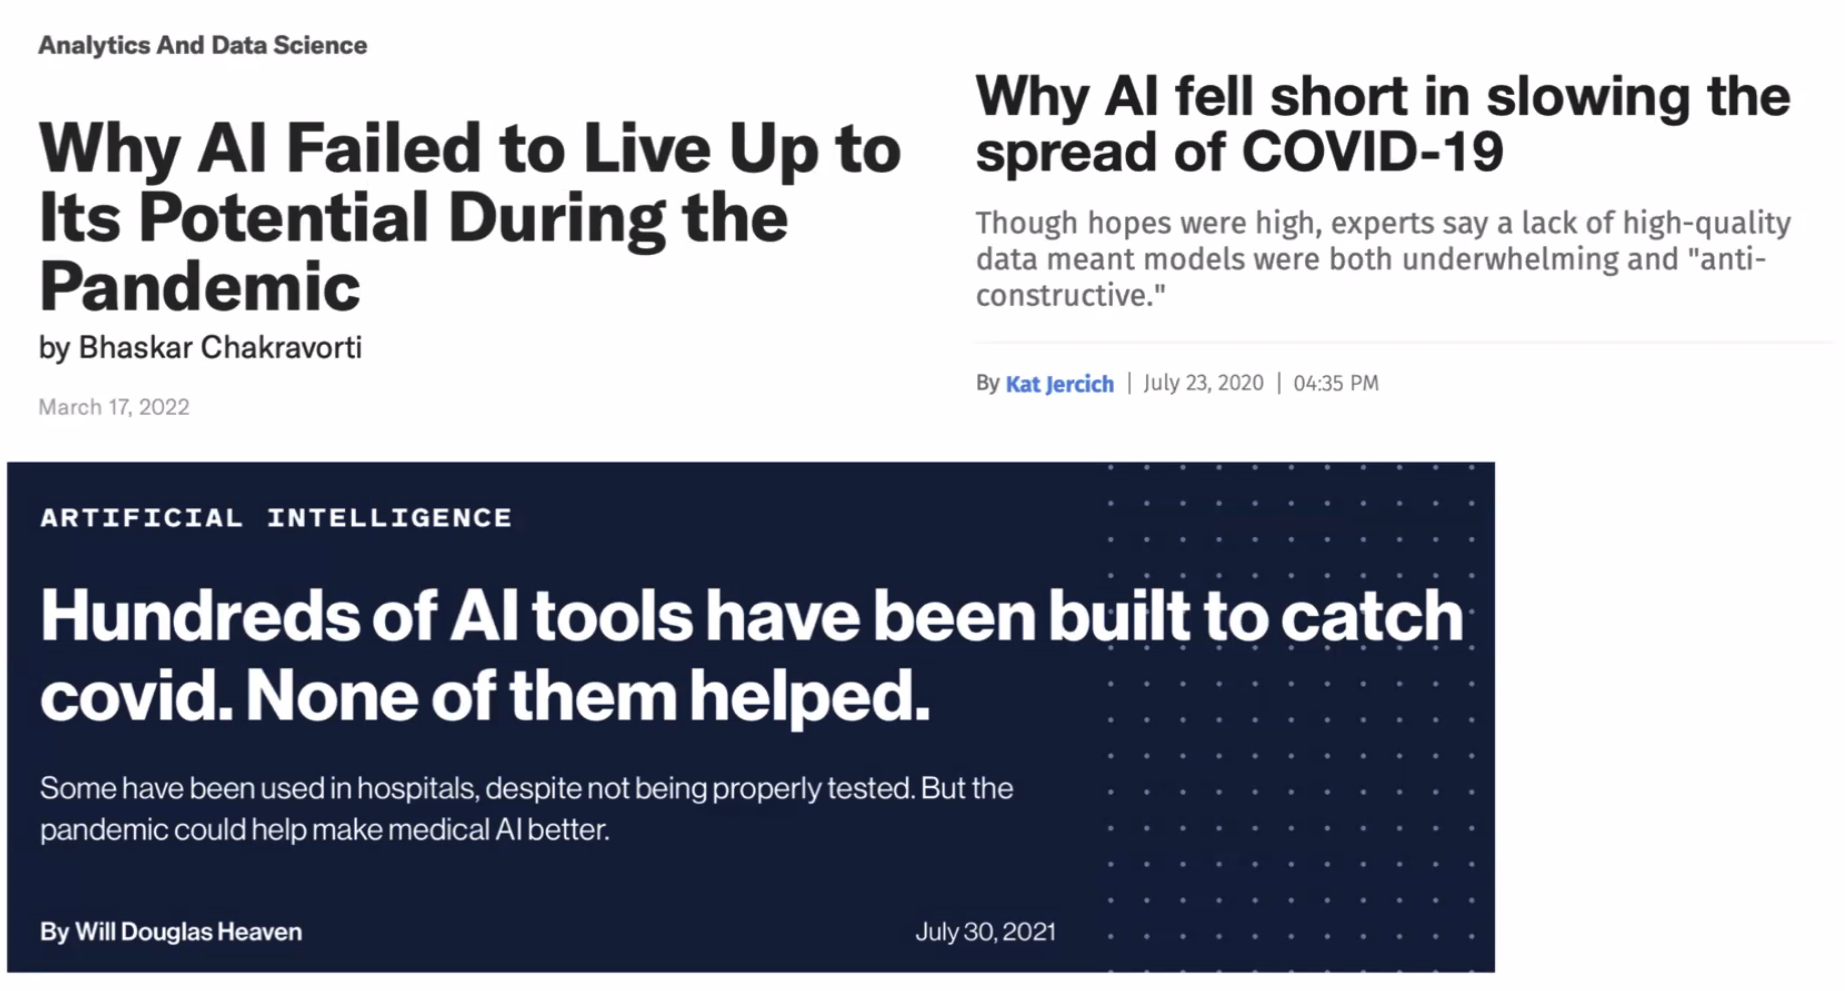 Analytics And Data Science
Why AI Failed to Live Up to
Its Potential During the
Pandemic
by Bhaskar Chakravorti
March 17, 2022
Why AI fell short in slowing the
spread of COVID-19
Though hopes were high, experts say a lack of high-quality
data meant models were both underwhelming and "anti-
constructive."
By Kat Jercich | July 23, 2020 | 04:35 PM
ARTIFICIAL INTELLIGENCE
Hundreds of AI tools have been built to catch
covid. None of them helped.
Some have been used in hospitals, despite not being properly tested. But the
pandemic could help make medical AI better.
By Will Douglas Heaven
July 30, 2021